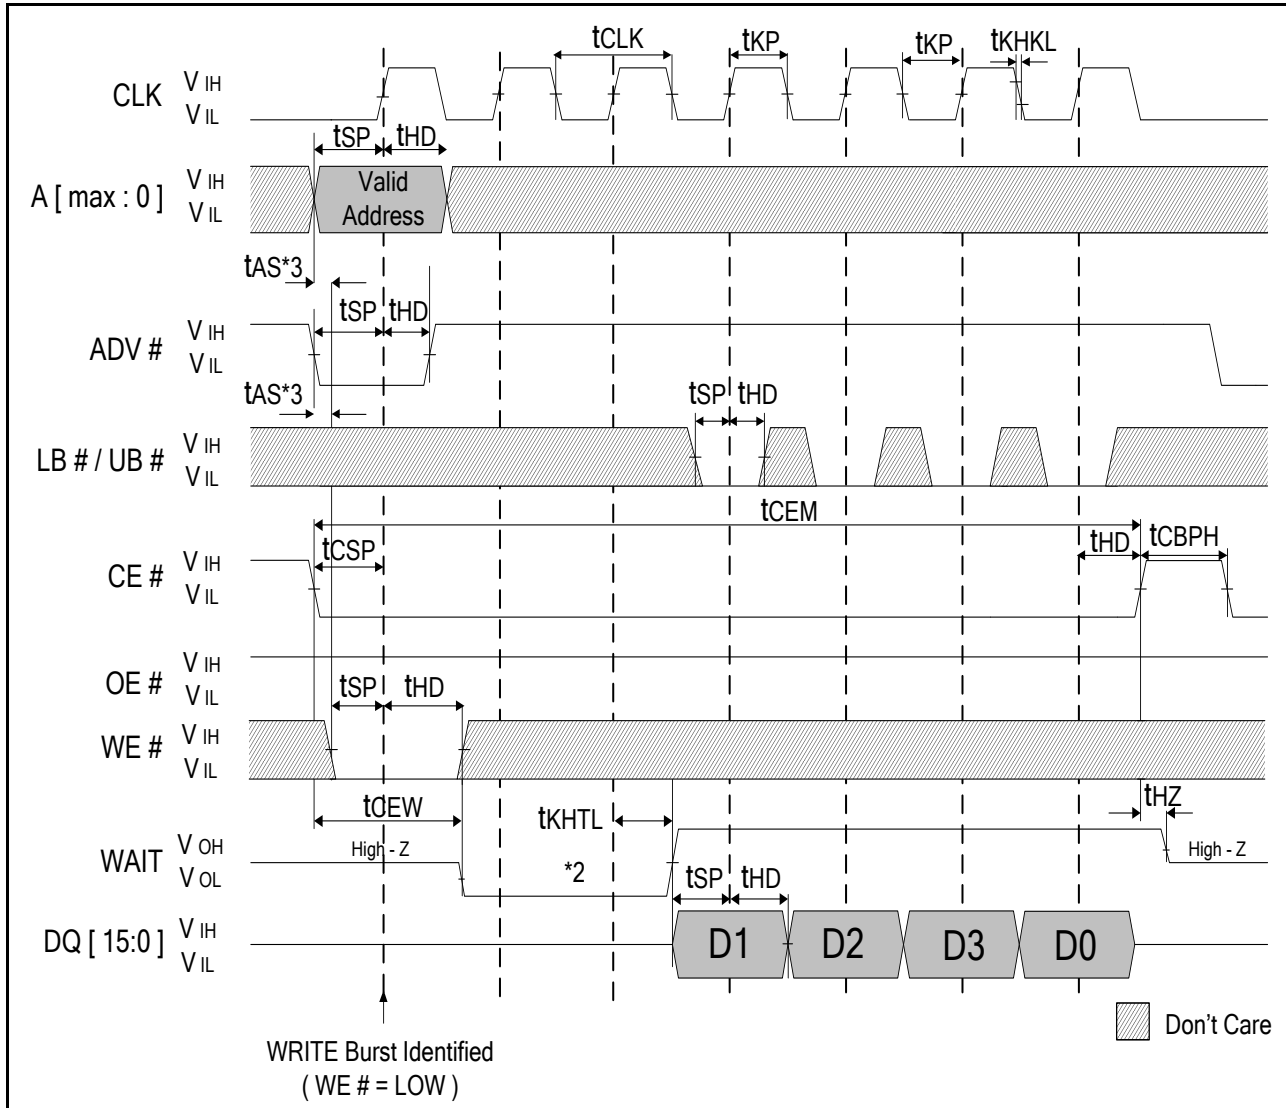 tCLK tKP tKP tKHKL
CLK V IH
V IL
tSP tHD
A [ max : 0 ] V IH
V IL
Valid
Address
tAS*3
tSP tHD
ADV # V IH
V IL
tAS*3
tSP tHD
LB # / UB # V IH
V IL
tCEM
tCSP tHD tCBPH
CE # V IH
V IL
OE # V IH
V IL
tSP tHD
WE # V IH
V IL
tCEW tKHTL tHZ
WAIT V OH
V OL
High - Z *2 High - Z
tSP tHD
DQ [ 15:0 ] V IH
V IL
D1 D2 D3 D0
Don't Care
WRITE Burst Identified
( WE # = LOW )